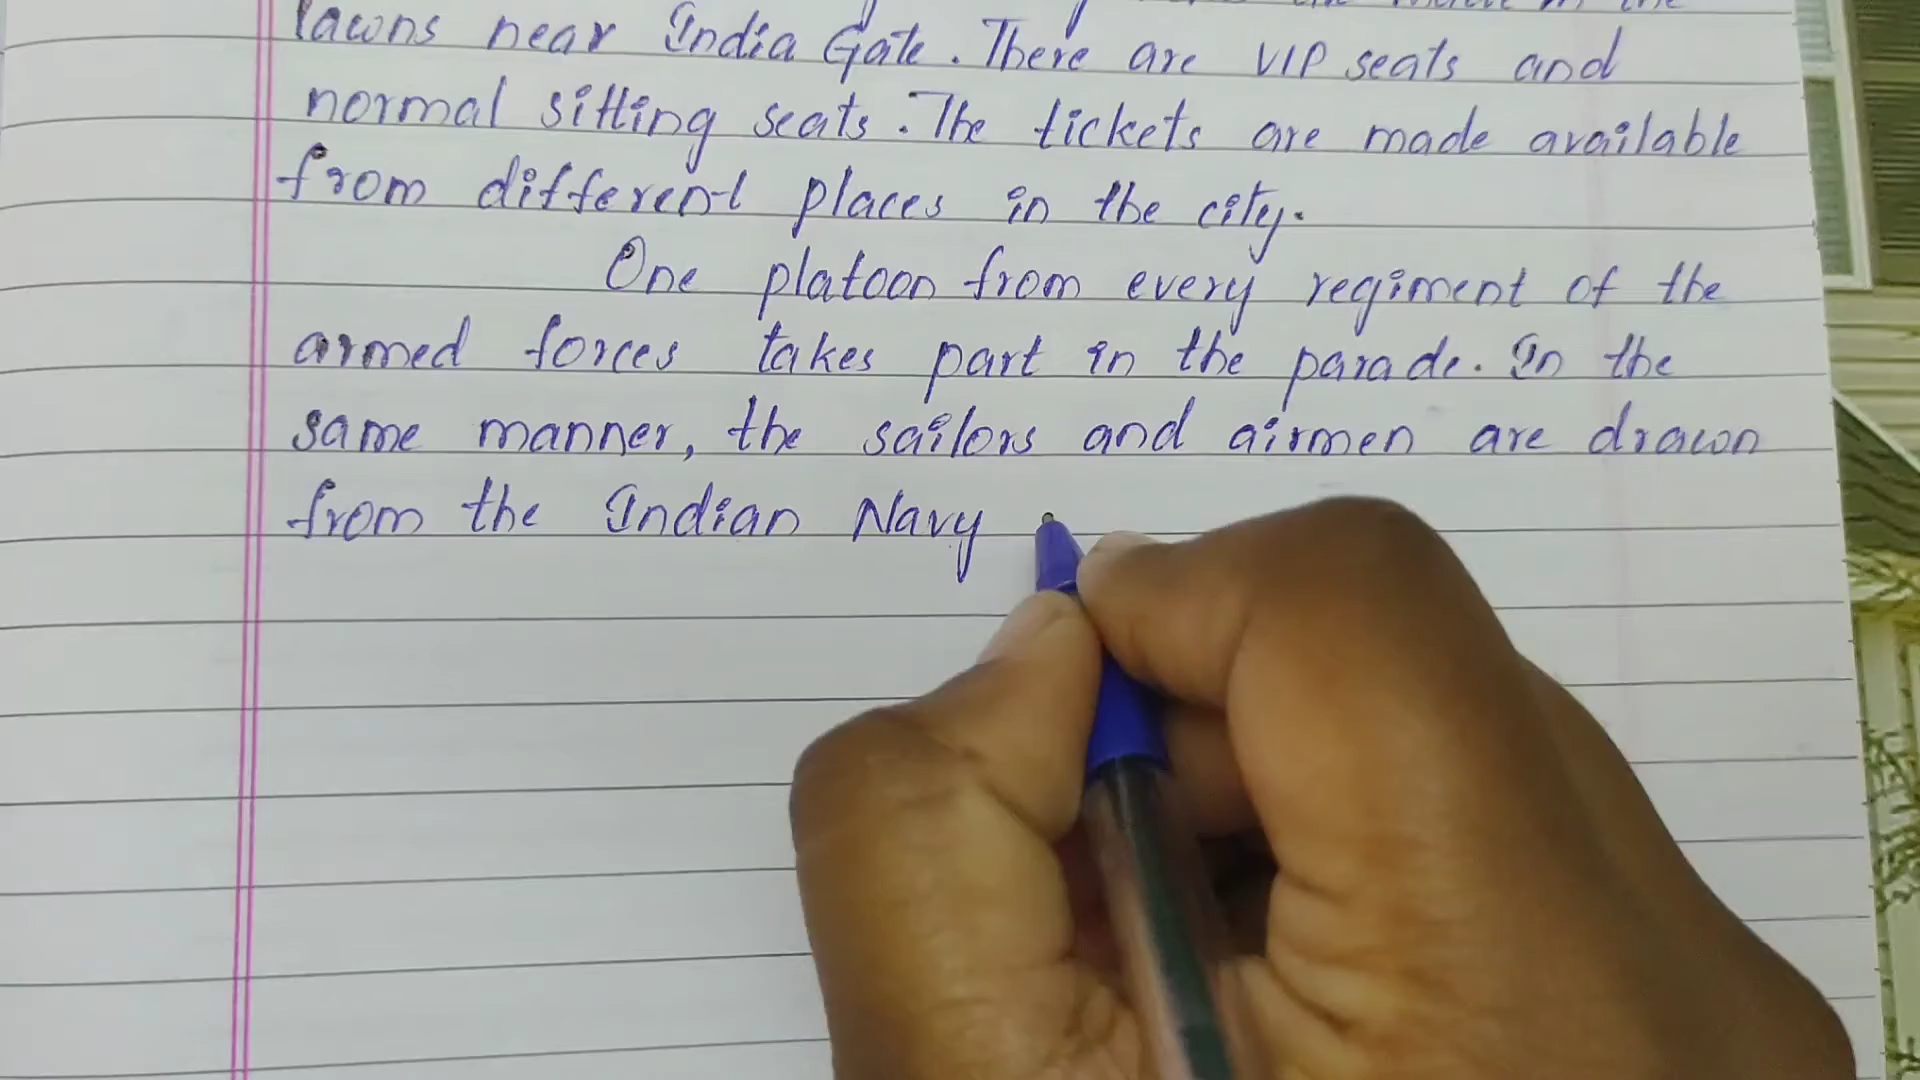 in the
lawns near India Gate. There are VIP seats and
normal sitting seats. The tickets are made available
from different places in the city.
One platoon from every regiment of the
armed forces takes part in the parade. In the
same manner, the sailors and airmen are drawn
from the Indian Navy